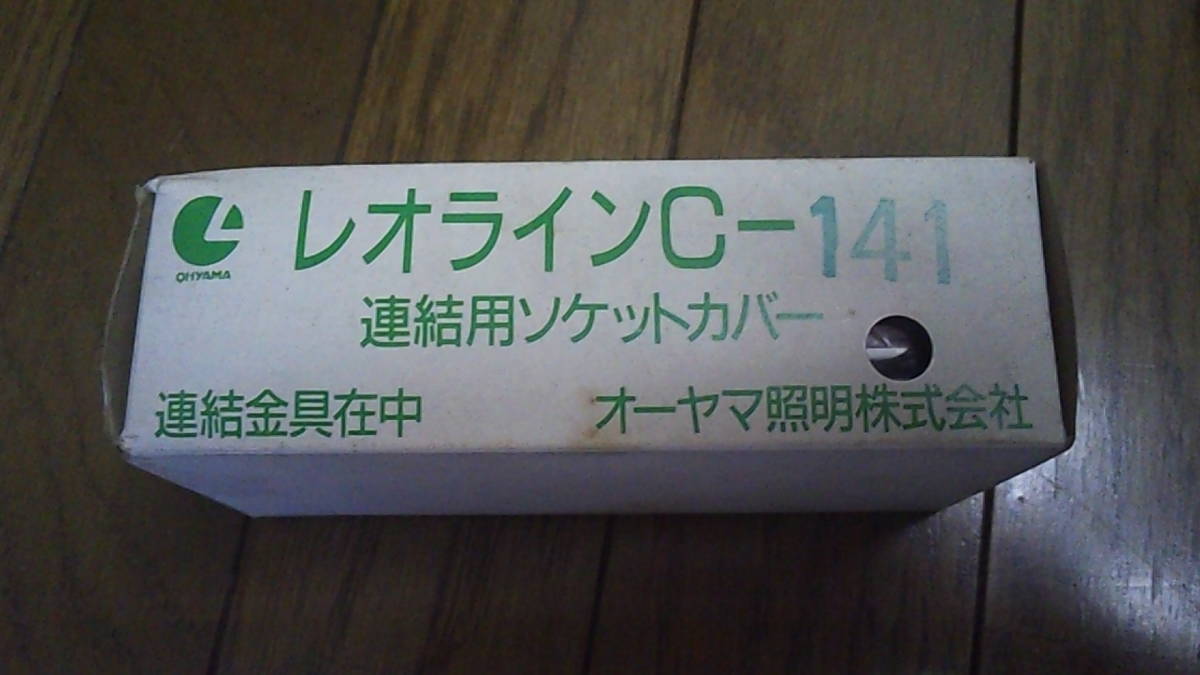 レオラインC-141
OHYAMA
連結用ソケットカバー
連結金具在中
オーヤマ照明株式会社